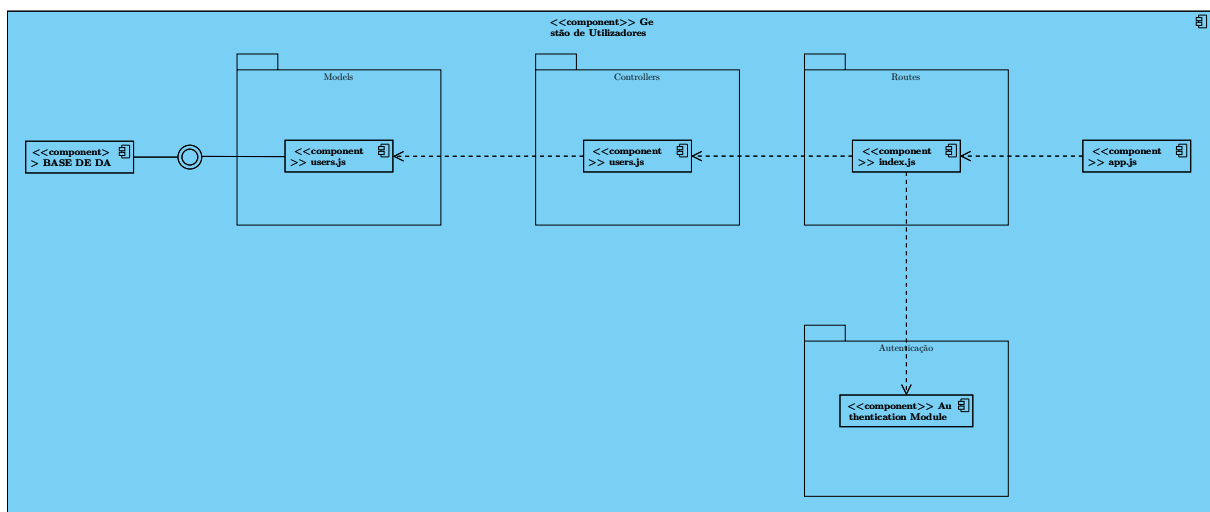 <<component>> Ge
stão de Utilizadores
Models
Controllers
Routes
<<component>
> BASE DE DA
<<component
>> users.js
<<component
>> users.js
<<component
>> index.js
<<component
>> app.js
Autenticação
<<component>> Au
thentication Module